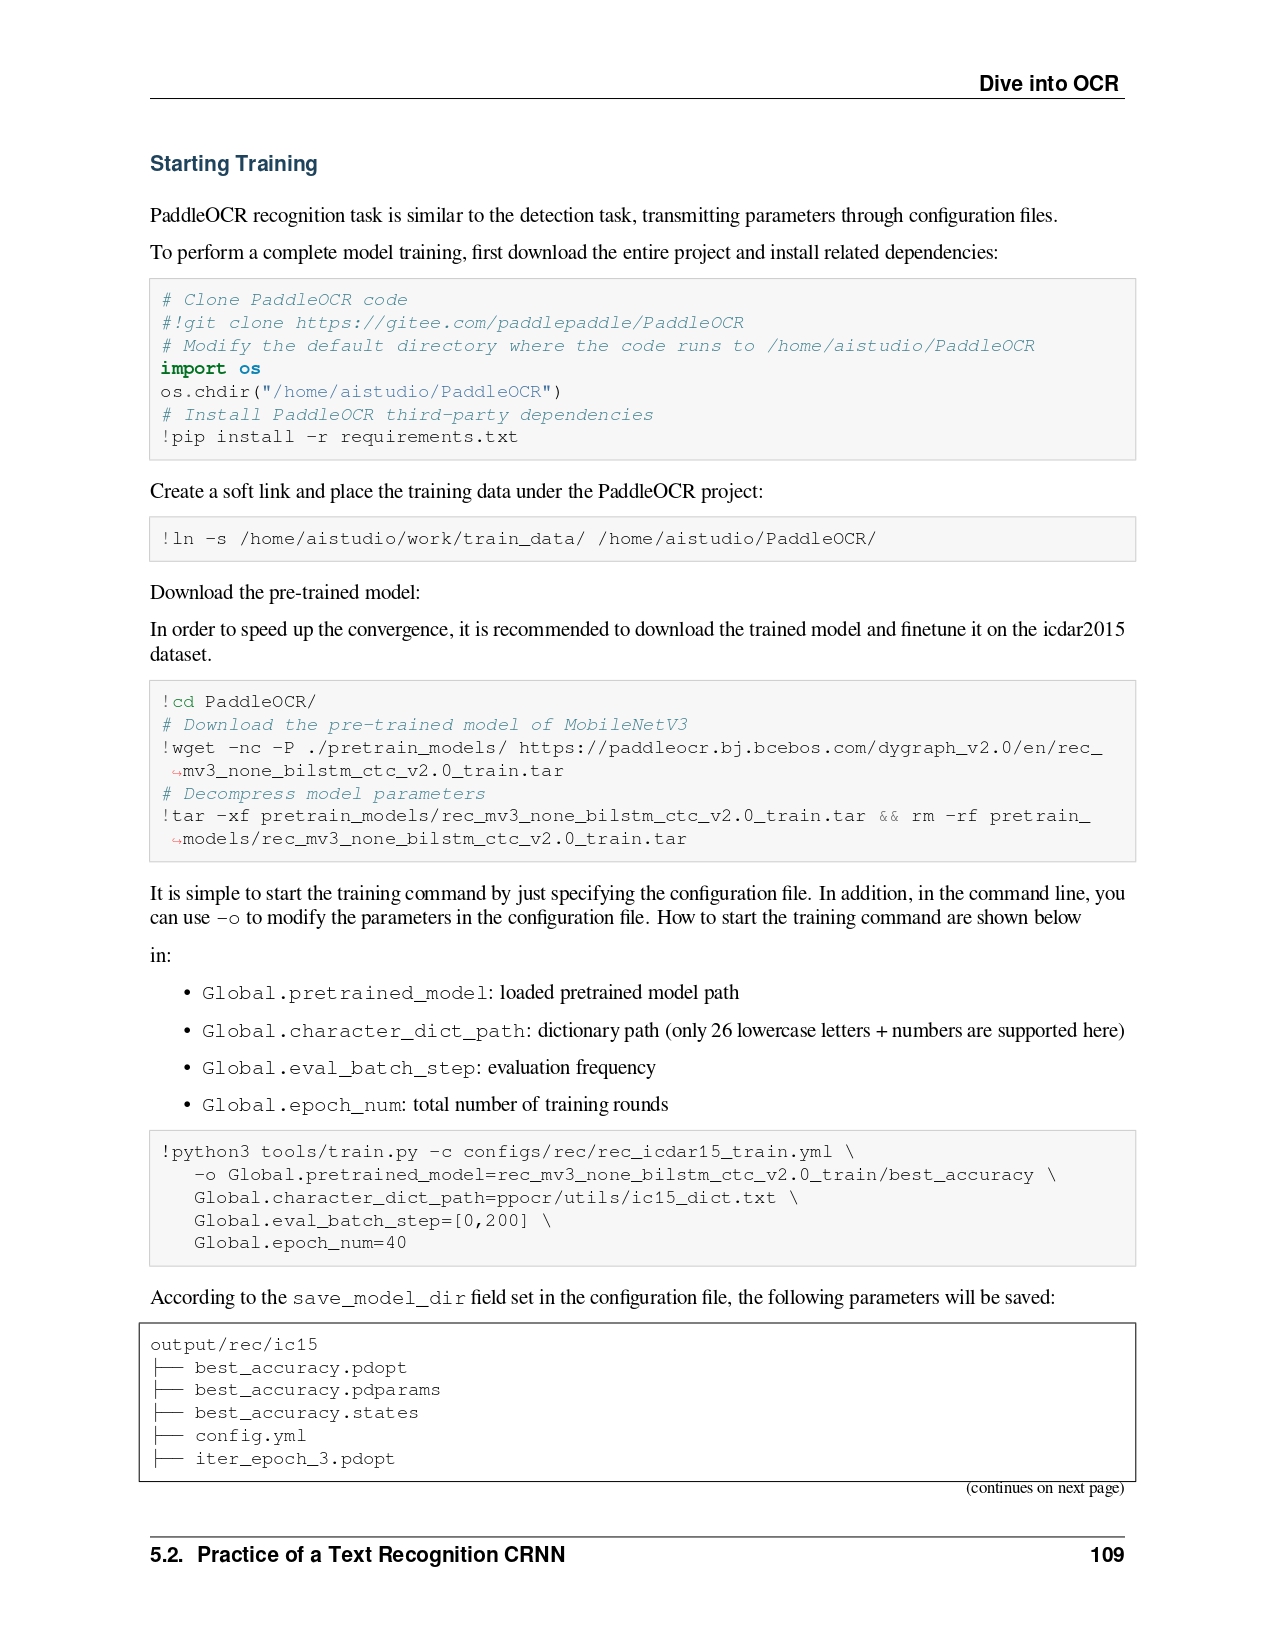 Dive into OCR
Starting Training
PaddleOCR recognition task is similar to the detection task, transmitting parameters through configuration files.
To perform a complete model training, first download the entire project and install related dependencies:
# Clone PaddleOCR code
#!git clone https://gitee.com/paddlepaddle/PaddleOCR
# Modify the default directory where the code runs to /home/aistudio/PaddleOCR
import os
os.chdir("/home/aistudio/PaddleOCR")
# Install PaddleOCR third-party dependencies
!pip install -r requirements.txt
Create a soft link and place the training data under the PaddleOCR project:
!ln -s /home/aistudio/work/train_data/ /home/aistudio/PaddleOCR/
Download the pre-trained model:
In order to speed up the convergence, it is recommended to download the trained model and finetune it on the icdar2015
dataset.
!cd PaddleOCR/
# Download the pre-trained model of MobileNetV3
!wget -nc -P ./pretrain_models/ https://paddleocr.bj.bcebos.com/dygraph_v2.0/en/rec_
↪mv3_none_bilstm_ctc_v2.0_train.tar
# Decompress model parameters
!tar -xf pretrain_models/rec_mv3_none_bilstm_ctc_v2.0_train.tar && rm -rf pretrain_
↪models/rec_mv3_none_bilstm_ctc_v2.0_train.tar
It is simple to start the training command by just specifying the configuration file. In addition, in the command line, you
can use -o to modify the parameters in the configuration file. How to start the training command are shown below
in:
• Global.pretrained_model: loaded pretrained model path
• Global.character_dict_path: dictionary path (only 26 lowercase letters + numbers are supported here)
• Global.eval_batch_step: evaluation frequency
• Global.epoch_num: total number of training rounds
!python3 tools/train.py -c configs/rec/rec_icdar15_train.yml \
   -o Global.pretrained_model=rec_mv3_none_bilstm_ctc_v2.0_train/best_accuracy \
   Global.character_dict_path=ppocr/utils/ic15_dict.txt \
   Global.eval_batch_step=[0,200] \
   Global.epoch_num=40
According to the save_model_dir field set in the configuration file, the following parameters will be saved:
output/rec/ic15
├── best_accuracy.pdopt
├── best_accuracy.pdparams
├── best_accuracy.states
├── config.yml
├── iter_epoch_3.pdopt
(continues on next page)
5.2. Practice of a Text Recognition CRNN 109